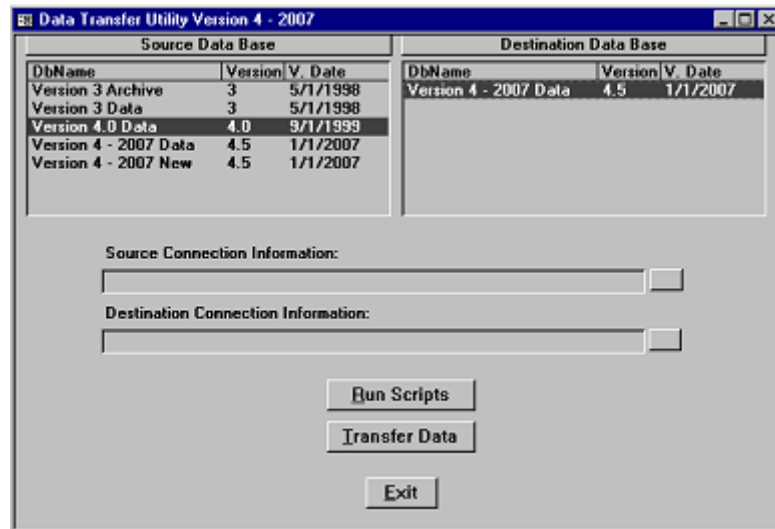 Data Transfer Utility Version 4 - 2007
Source Data Base
DbName Version V. Date
Version 3 Archive 3 5/1/1998
Version 3 Data 3 5/1/1998
Version 4.0 Data 4.0 9/1/1999
Version 4 - 2007 Data 4.5 1/1/2007
Version 4 - 2007 New 4.5 1/1/2007
Destination Data Base
DbName Version V. Date
Version 4 - 2007 Data 4.5 1/1/2007
Source Connection Information:
Destination Connection Information:
Run Scripts
Transfer Data
Exit